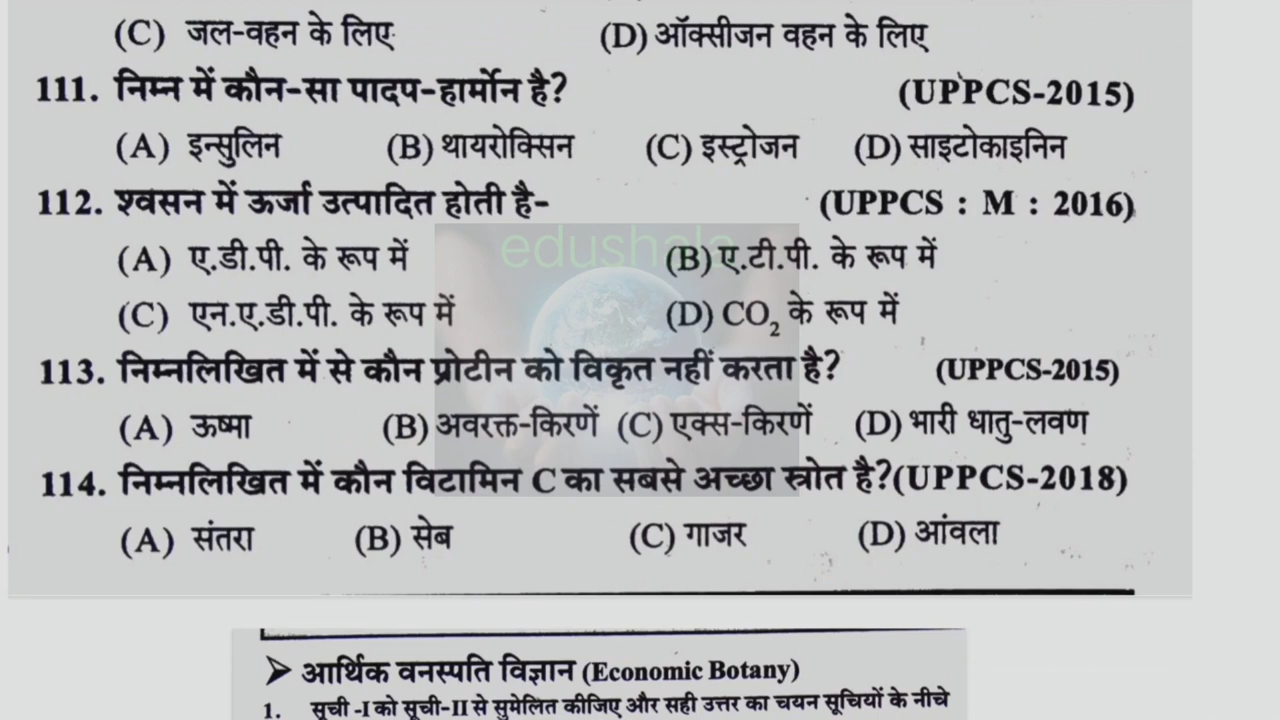 (C) जल-वहन के लिए (D) ऑक्सीजन वहन के लिए
111. निम्न में कौन-सा पादप-हार्मोन है? (UPPCS-2015)
(A) इन्सुलिन (B) थायरोक्सिन (C) इस्ट्रोजन (D) साइटोकाइनिन
112. श्वसन में ऊर्जा उत्पादित होती है- (UPPCS : M : 2016)
edushala
(A) ए.डी.पी. के रूप में (B) ए.टी.पी. के रूप में
(C) एन.ए.डी.पी. के रूप में (D) CO₂ के रूप में
113. निम्नलिखित में से कौन प्रोटीन को विकृत नहीं करता है? (UPPCS-2015)
(A) ऊष्मा (B) अवरक्त-किरणें (C) एक्स-किरणें (D) भारी धातु-लवण
114. निम्नलिखित में कौन विटामिन C का सबसे अच्छा स्त्रोत है?(UPPCS-2018)
(A) संतरा (B) सेब (C) गाजर (D) आंवला
➤ आर्थिक वनस्पति विज्ञान (Economic Botany)
1. सूची -I को सूची-II से सुमेलित कीजिए और सही उत्तर का चयन सूचियों के नीचे